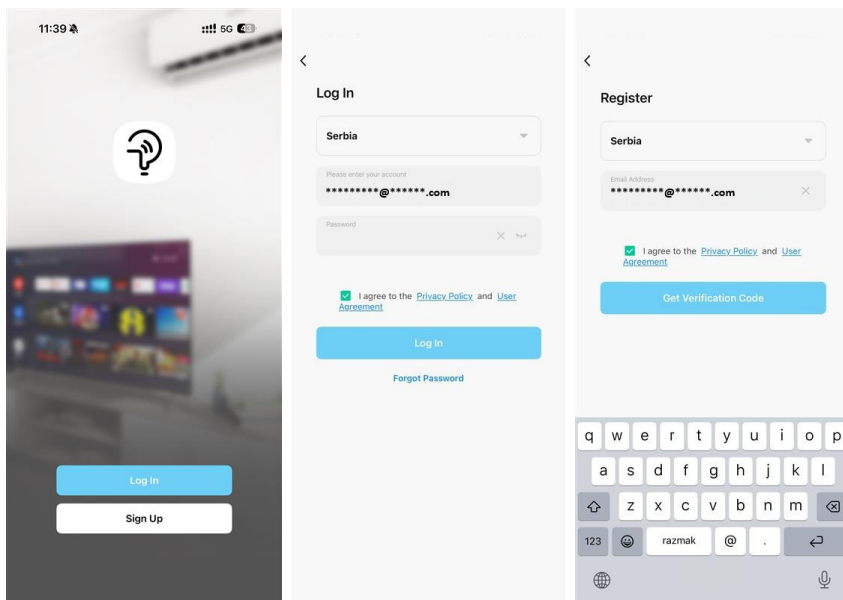 11:39
5G 43
Log In
Sign Up
Log In
Serbia
Please enter your account
*********@******.com
Password
I agree to the Privacy Policy and User
Agreement
Log In
Forgot Password
Register
Serbia
Email Address
*********@******.com
I agree to the Privacy Policy and User
Agreement
Get Verification Code
q w e r t y u i o p
a s d f g h j k l
z x c v b n m
123 razmak @ .